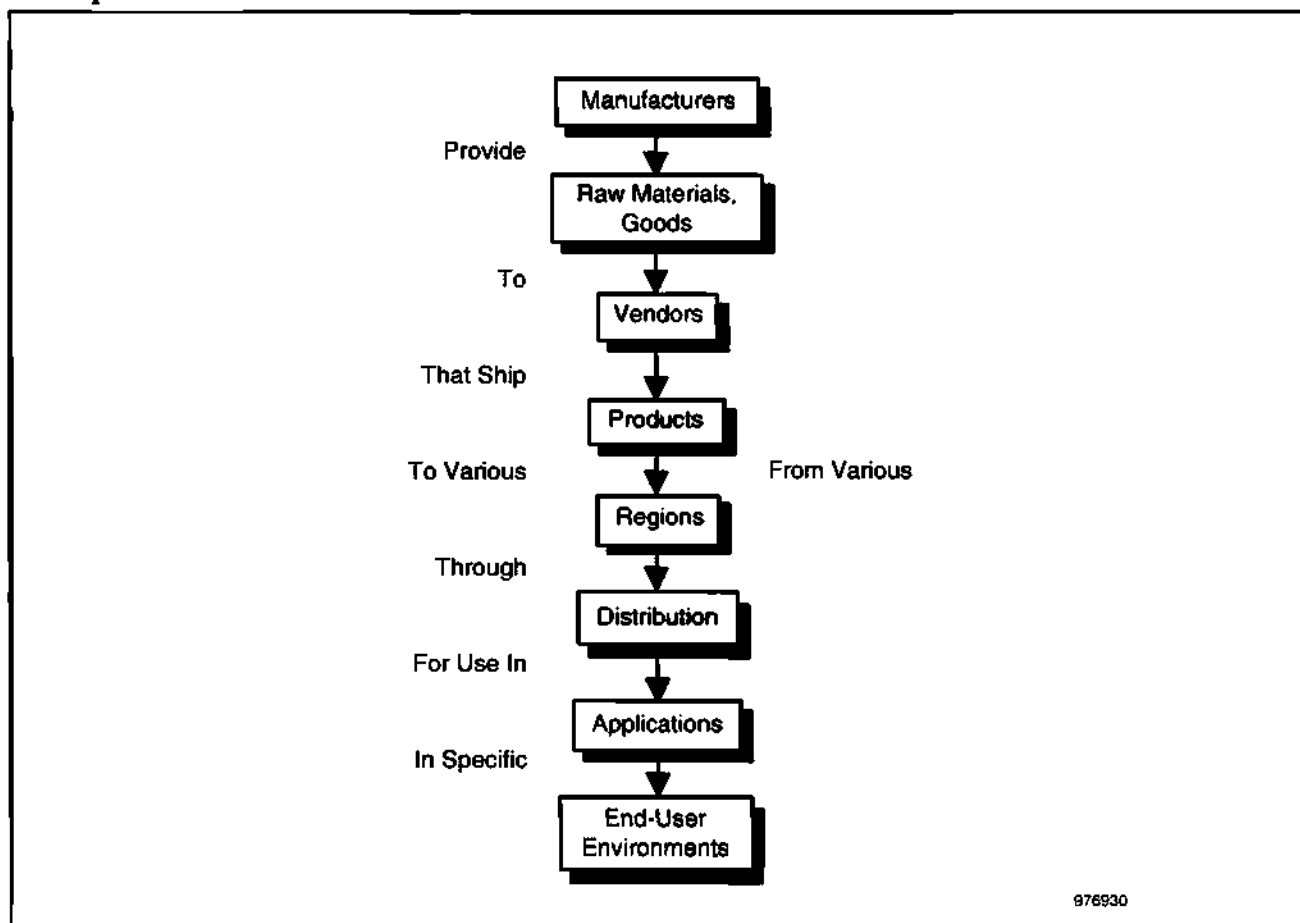 Manufacturers
Provide
Raw Materials,
Goods
To
Vendors
That Ship
Products
To Various
From Various
Regions
Through
Distribution
For Use In
Applications
In Specific
End-User
Environments
976930